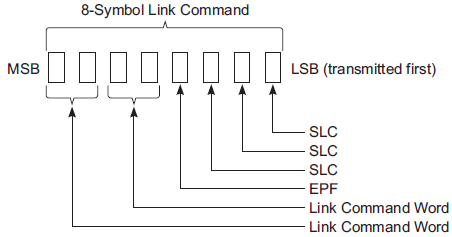 8-Symbol Link Command
MSB
LSB (transmitted first)
SLC
SLC
SLC
EPF
Link Command Word
Link Command Word